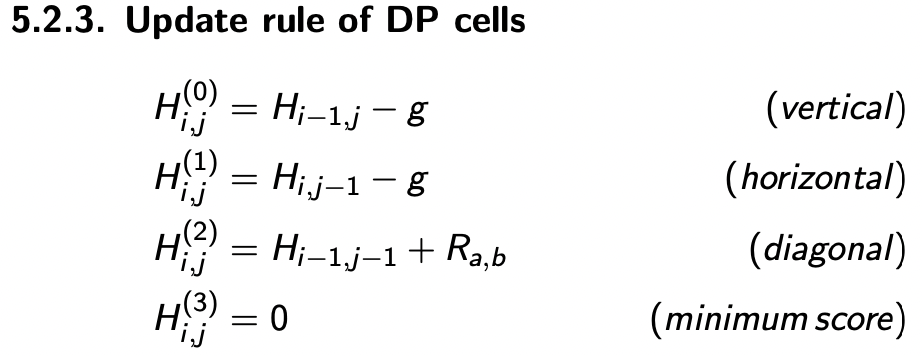 5.2.3. Update rule of DP cells
H_{i,j}^{(0)} = H_{i−1,j} − g (vertical)
H_{i,j}^{(1)} = H_{i,j−1} − g (horizontal)
H_{i,j}^{(2)} = H_{i−1,j−1} + R_{a,b} (diagonal)
H_{i,j}^{(3)} = 0 (minimum score)